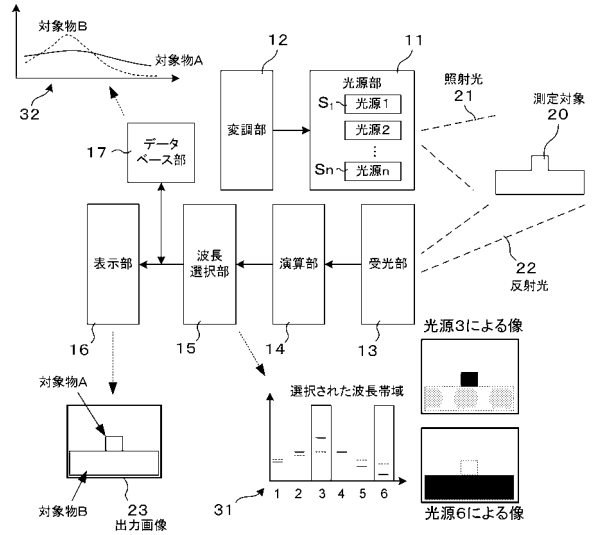 対象物B
対象物A
32
12
11
変調部
光源部
S1
光源1
光源2
⋮
Sn
光源n
照射光
21
測定対象
20
17
データ
ベース部
表示部
波長
選択部
演算部
受光部
16
15
14
13
22
反射光
光源3による像
対象物A
対象物B
23
出力画像
選択された波長帯域
1 2 3 4 5 6
31
光源6による像